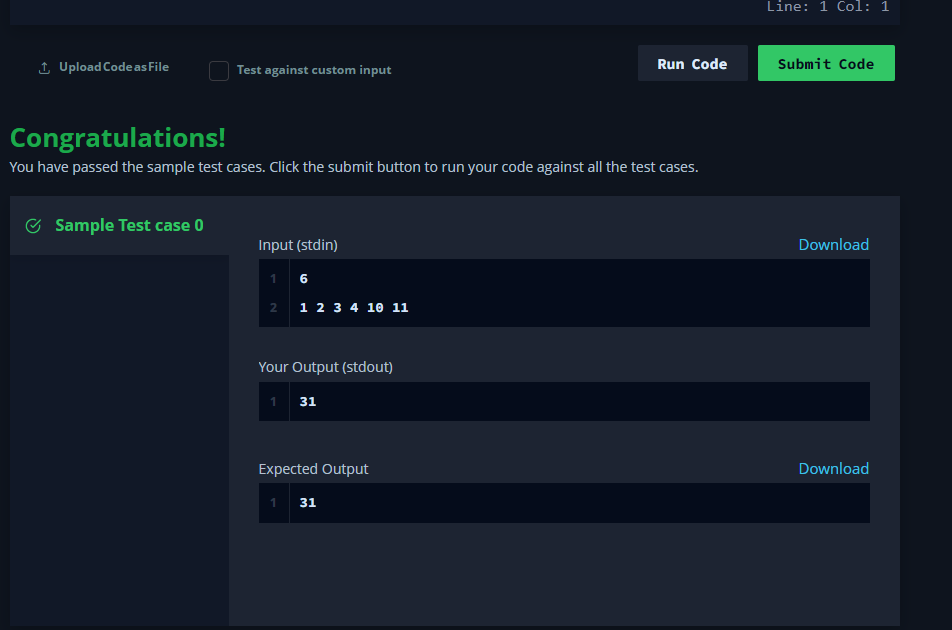 Line: 1 Col: 1
Upload Code as File
Test against custom input
Run Code
Submit Code
Congratulations!
You have passed the sample test cases. Click the submit button to run your code against all the test cases.
Sample Test case 0
Input (stdin)
Download
1 6
2 1 2 3 4 10 11
Your Output (stdout)
1 31
Expected Output
Download
1 31